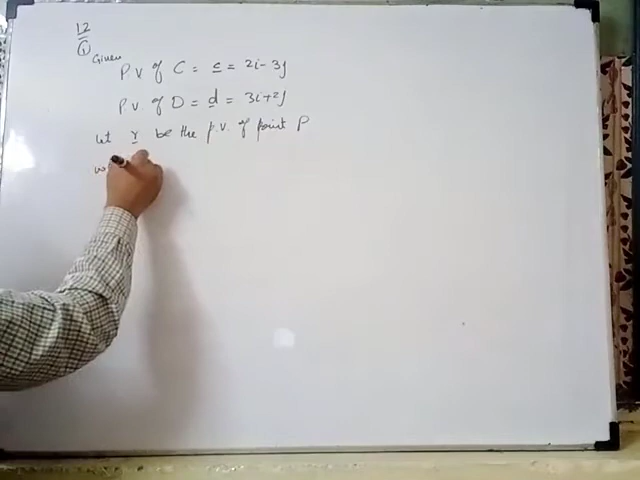 12
(i) Given
P.V of C = c = 2i - 3j
P.V. of D = d = 3i + 2j
Let r be the p.v. of point P